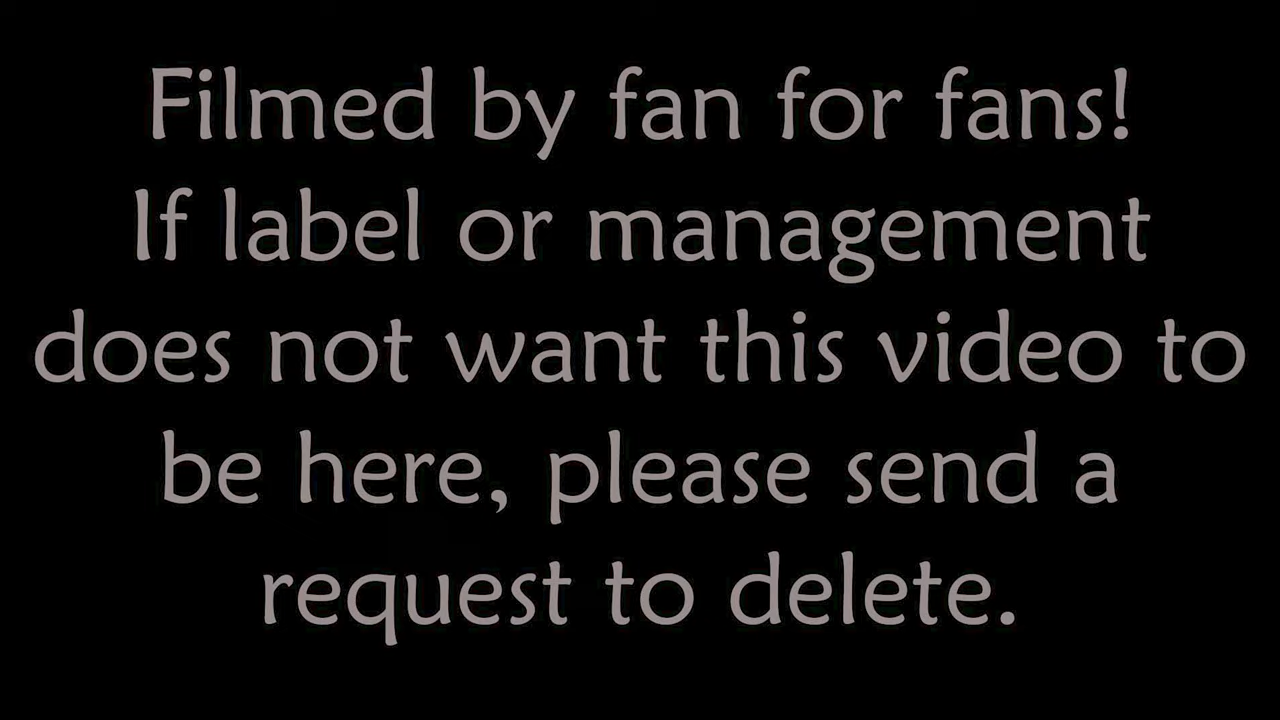 Filmed by fan for fans!
If label or management
does not want this video to
be here, please send a
request to delete.